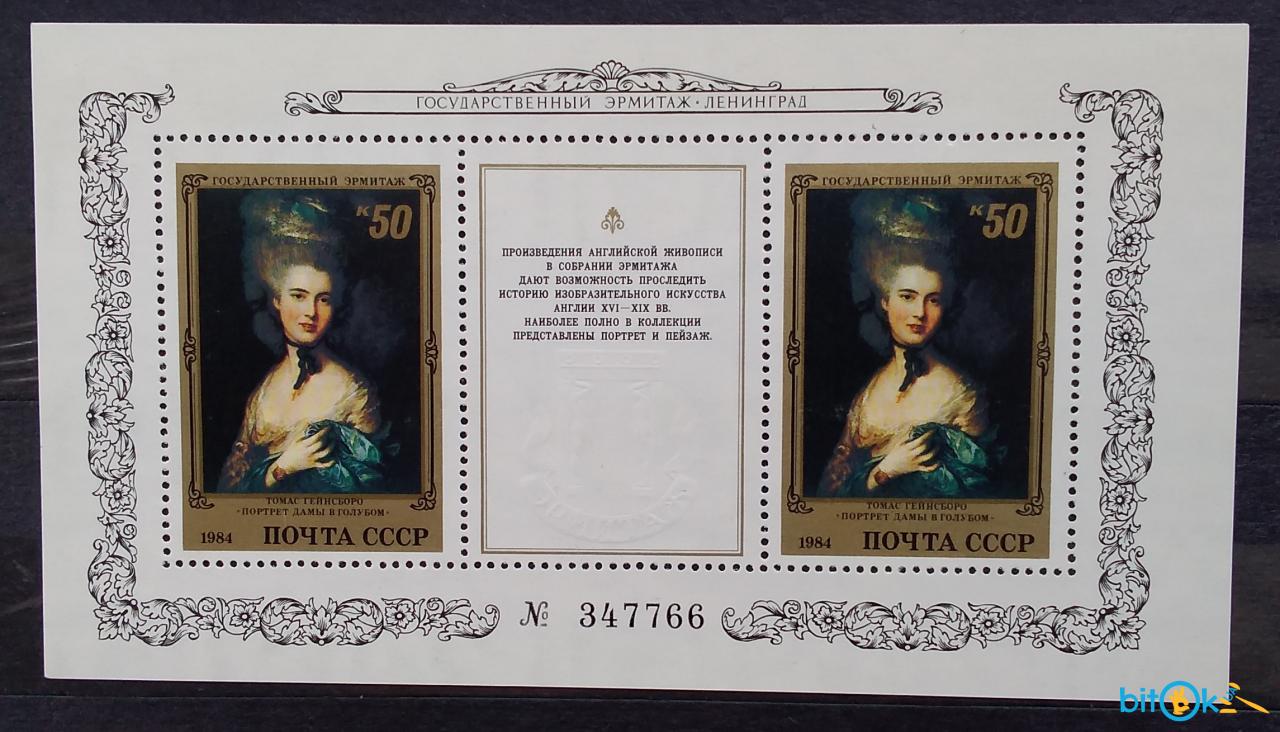 ГОСУДАРСТВЕННЫЙ ЭРМИТАЖ · ЛЕНИНГРАД
ГОСУДАРСТВЕННЫЙ ЭРМИТАЖ
К50
ТОМАС ГЕЙНСБОРО
·ПОРТРЕТ ДАМЫ В ГОЛУБОМ·
1984 ПОЧТА СССР
ПРОИЗВЕДЕНИЯ АНГЛИЙСКОЙ ЖИВОПИСИ
В СОБРАНИИ ЭРМИТАЖА
ДАЮТ ВОЗМОЖНОСТЬ ПРОСЛЕДИТЬ
ИСТОРИЮ ИЗОБРАЗИТЕЛЬНОГО ИСКУССТВА
АНГЛИИ XVI—XIX ВВ.
НАИБОЛЕЕ ПОЛНО В КОЛЛЕКЦИИ
ПРЕДСТАВЛЕНЫ ПОРТРЕТ И ПЕЙЗАЖ.
ГОСУДАРСТВЕННЫЙ ЭРМИТАЖ
К50
ТОМАС ГЕЙНСБОРО
·ПОРТРЕТ ДАМЫ В ГОЛУБОМ·
1984 ПОЧТА СССР
№ 347766
bitOk